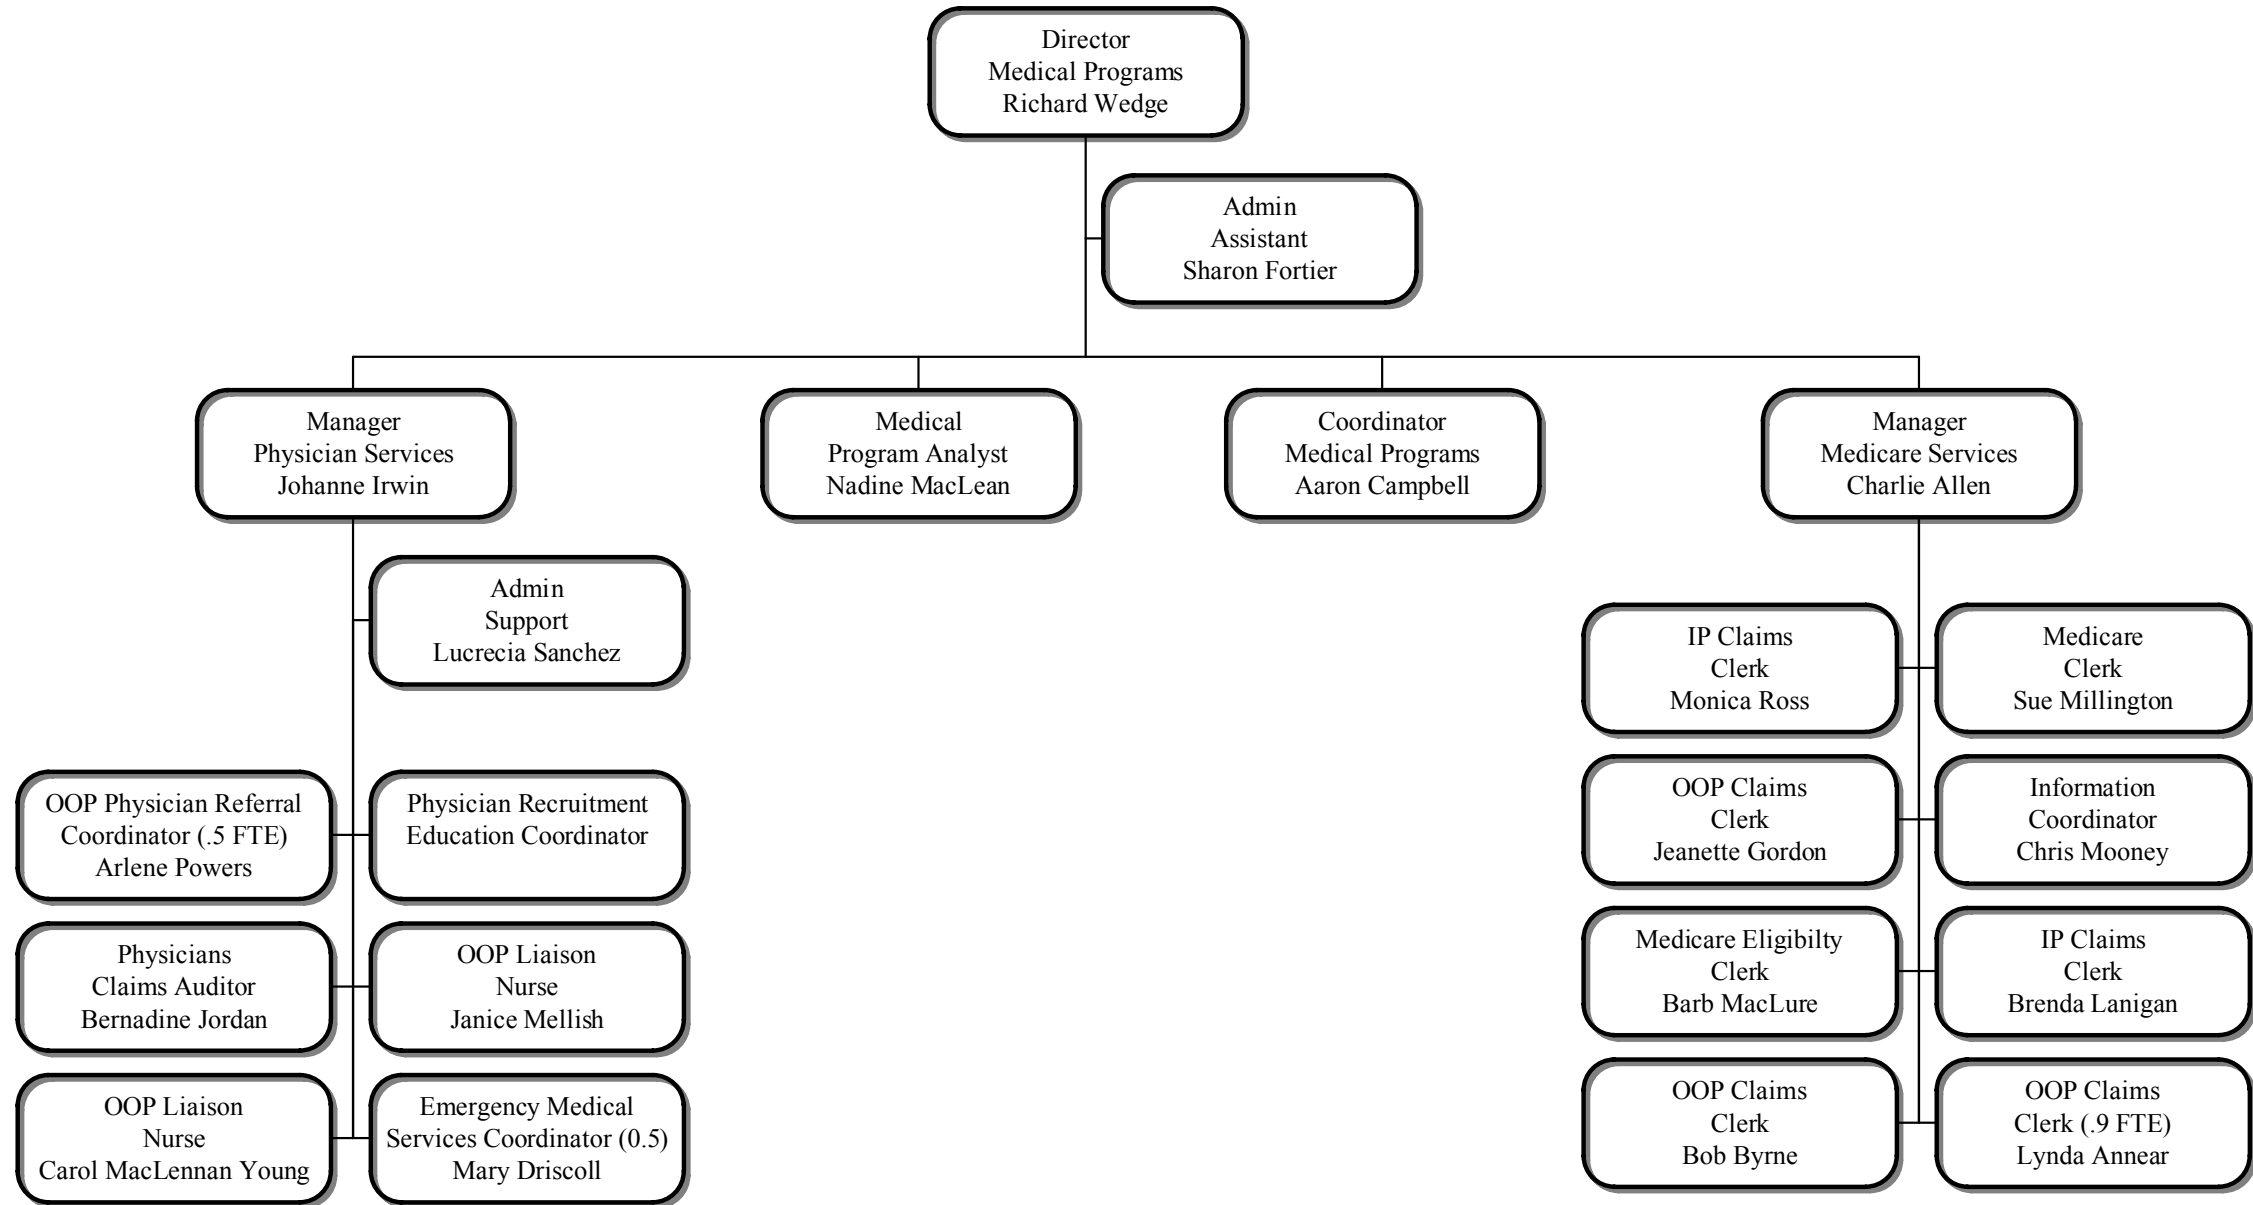 Director
Medical Programs
Richard Wedge
Admin
Assistant
Sharon Fortier
Manager
Physician Services
Johanne Irwin
Medical
Program Analyst
Nadine MacLean
Coordinator
Medical Programs
Aaron Campbell
Manager
Medicare Services
Charlie Allen
Admin
Support
Lucrecia Sanchez
OOP Physician Referral
Coordinator (.5 FTE)
Arlene Powers
Physician Recruitment
Education Coordinator
Physicians
Claims Auditor
Bernadine Jordan
OOP Liaison
Nurse
Janice Mellish
OOP Liaison
Nurse
Carol MacLennan Young
Emergency Medical
Services Coordinator (0.5)
Mary Driscoll
IP Claims
Clerk
Monica Ross
Medicare
Clerk
Sue Millington
OOP Claims
Clerk
Jeanette Gordon
Information
Coordinator
Chris Mooney
Medicare Eligibilty
Clerk
Barb MacLure
IP Claims
Clerk
Brenda Lanigan
OOP Claims
Clerk
Bob Byrne
OOP Claims
Clerk (.9 FTE)
Lynda Annear